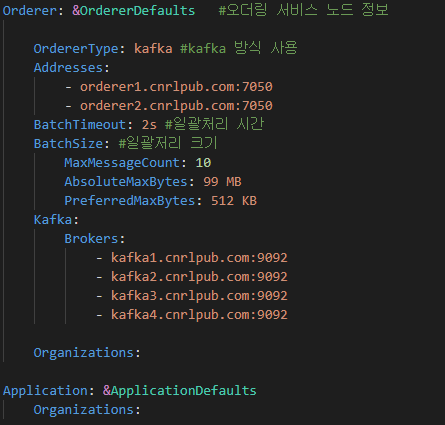 Orderer: &OrdererDefaults #오더링 서비스 노드 정보
OrdererType: kafka #kafka 방식 사용
Addresses:
- orderer1.cnrlpub.com:7050
- orderer2.cnrlpub.com:7050
BatchTimeout: 2s #일괄처리 시간
BatchSize: #일괄저리 크기
MaxMessageCount: 10
AbsoluteMaxBytes: 99 MB
PreferredMaxBytes: 512 KB
Kafka:
Brokers:
- kafka1.cnrlpub.com:9092
- kafka2.cnrlpub.com:9092
- kafka3.cnrlpub.com:9092
- kafka4.cnrlpub.com:9092
Organizations:
Application: &ApplicationDefaults
Organizations: